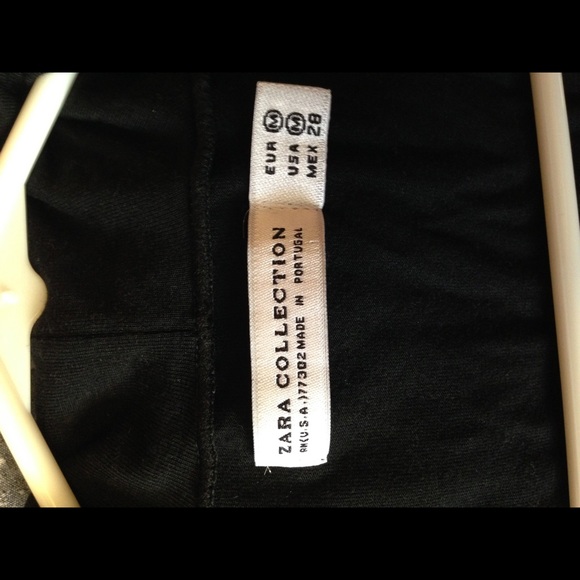 ZARA COLLECTION
RN(U.S.A.)77302 MADE IN PORTUGAL
EUR M
USA M
MEX 28